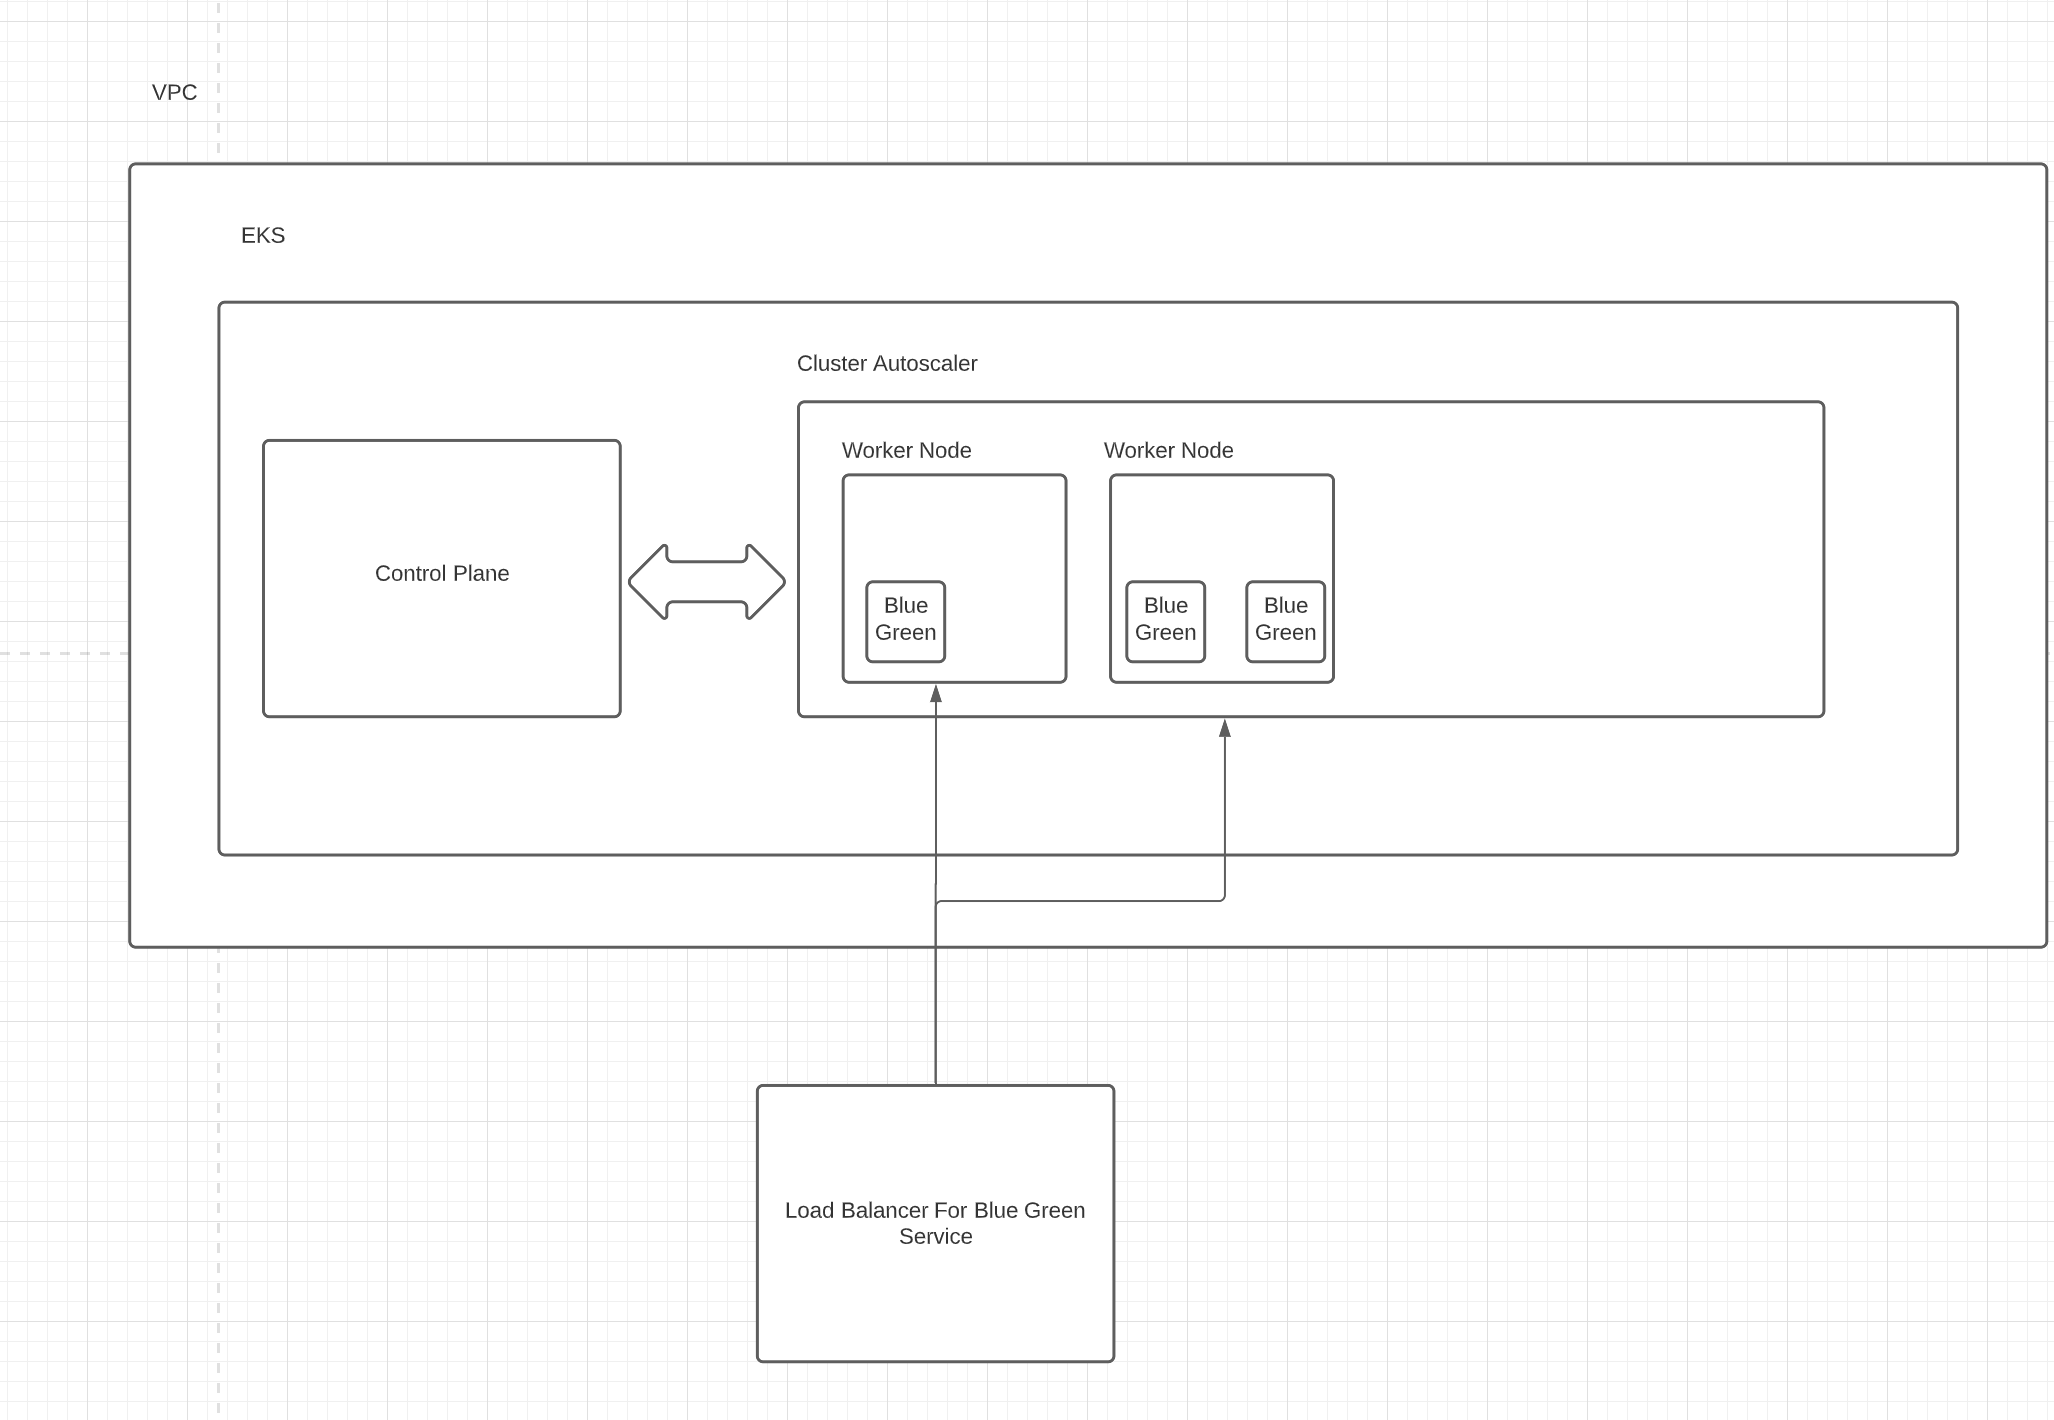 VPC
EKS
Cluster Autoscaler
Worker Node
Worker Node
Control Plane
Blue
Green
Blue
Green
Blue
Green
Load Balancer For Blue Green
Service